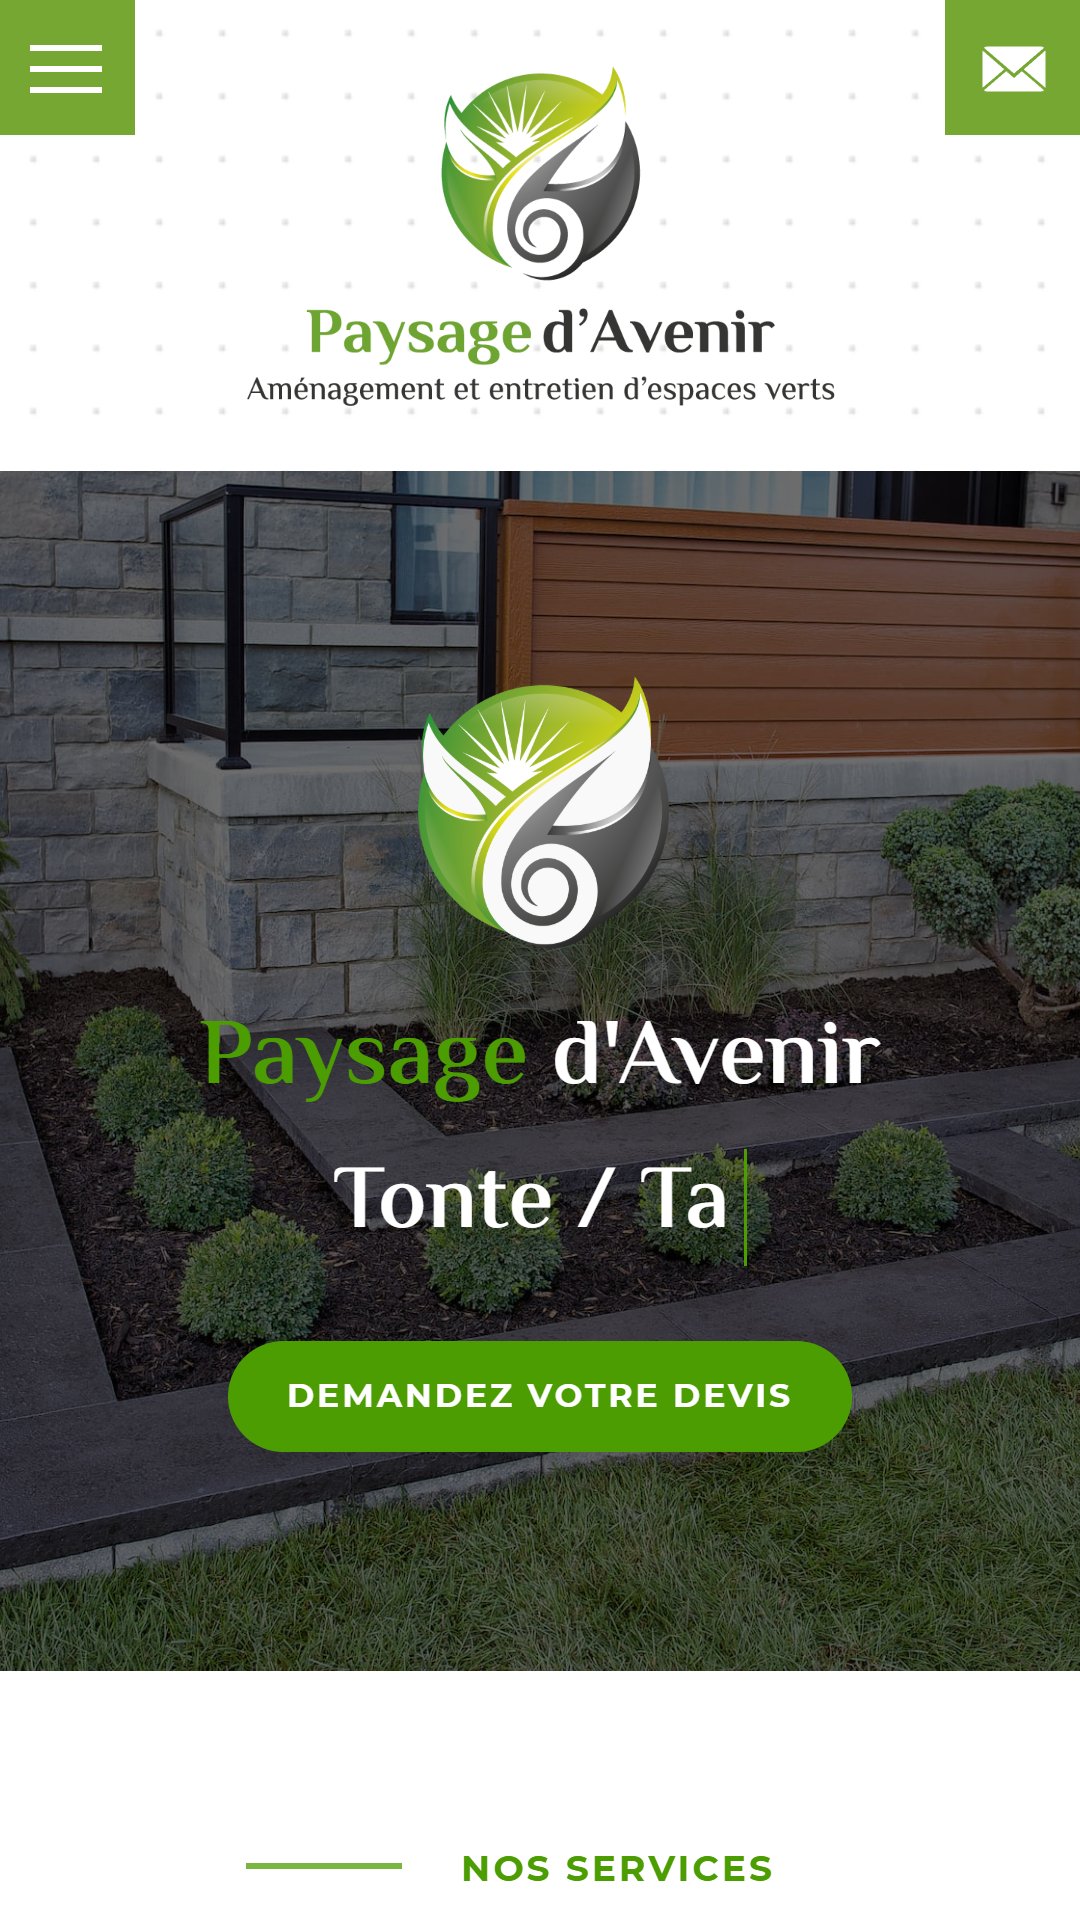 Paysage d’Avenir
Aménagement et entretien d’espaces verts
Paysage d'Avenir
Tonte / Ta
DEMANDEZ VOTRE DEVIS
NOS SERVICES